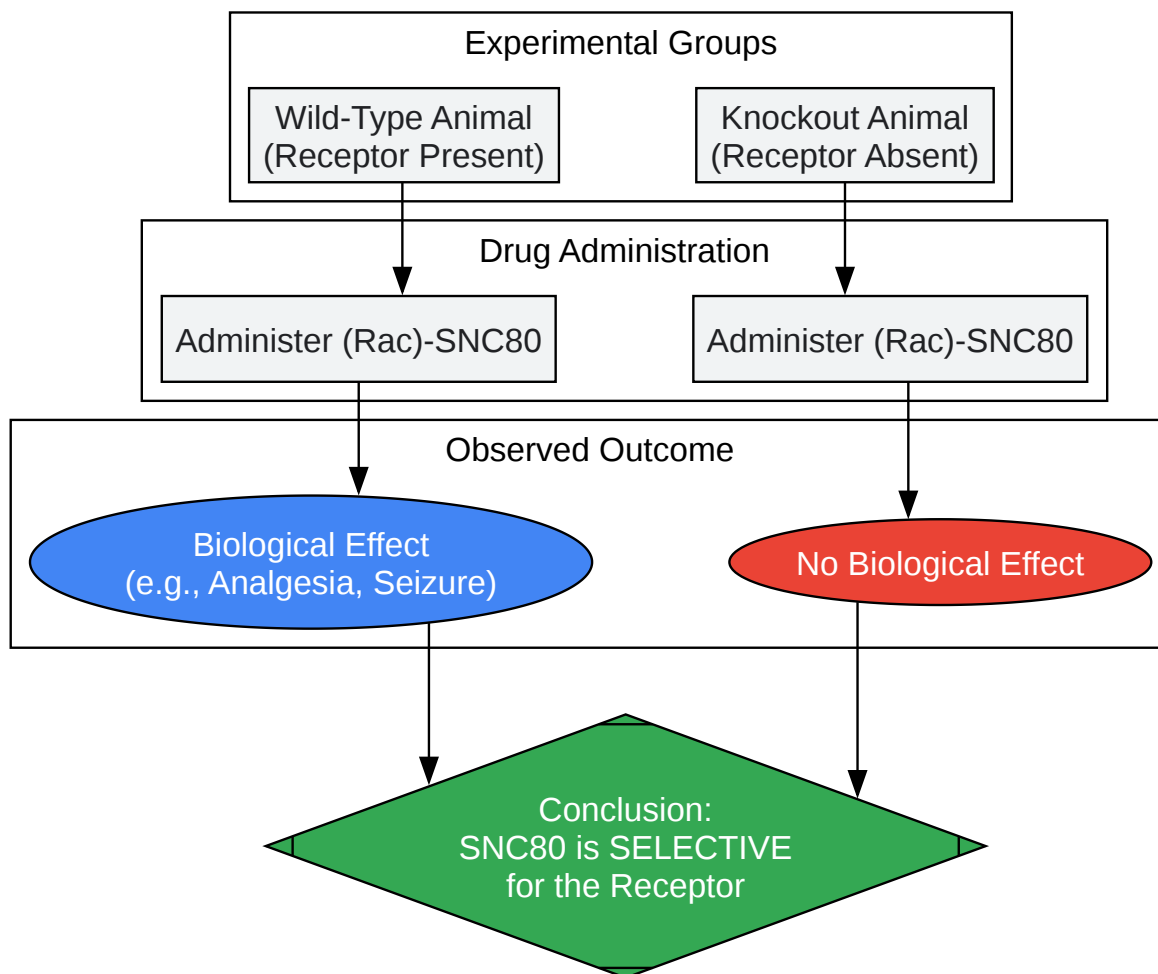 Experimental Groups
Wild-Type Animal
(Receptor Present)
Knockout Animal
(Receptor Absent)
Drug Administration
Administer (Rac)-SNC80
Administer (Rac)-SNC80
Observed Outcome
Biological Effect
(e.g., Analgesia, Seizure)
No Biological Effect
Conclusion:
SNC80 is SELECTIVE
for the Receptor